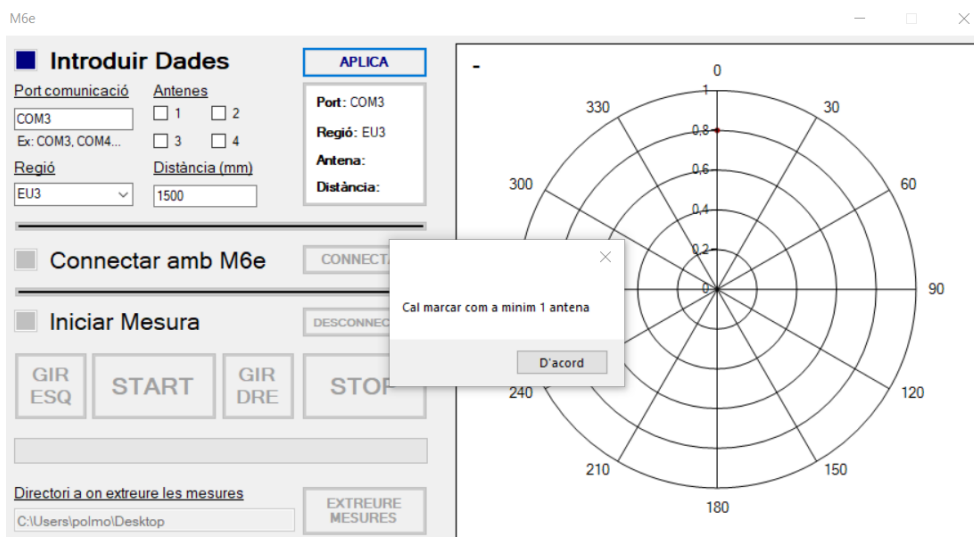 M6e
Introduir Dades
APLICA
Port comunicació
Antenes
COM3
1
2
Ex: COM3, COM4...
3
4
Regió
Distància (mm)
EU3
1500
Port: COM3
Regió: EU3
Antena:
Distància:
Connectar amb M6e
CONNECTA
Iniciar Mesura
DESCONNEC
GIR
ESQ
START
GIR
DRE
STOP
Directori a on extreure les mesures
C:\Users\polmo\Desktop
EXTREURE
MESURES
Cal marcar com a minim 1 antena
D'acord
-
0
30
60
90
120
150
180
210
240
300
330
1
0,8
0,6
0,4
0,2
0